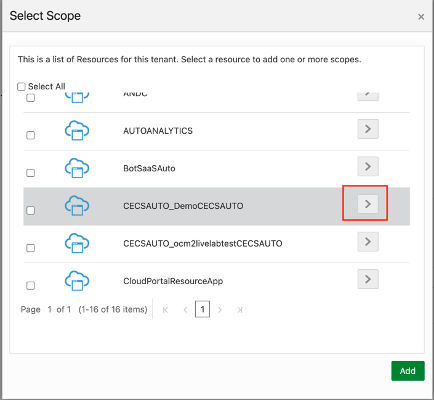 Select Scope
×
This is a list of Resources for this tenant. Select a resource to add one or more scopes.
Select All
ANDC
AUTOANALYTICS
BotSaaSAuto
CECSAUTO_DemoCECSAUTO
CECSAUTO_ocm2livelabtestCECSAUTO
CloudPortalResourceApp
Page 1 of 1 (1-16 of 16 items) 1
Add